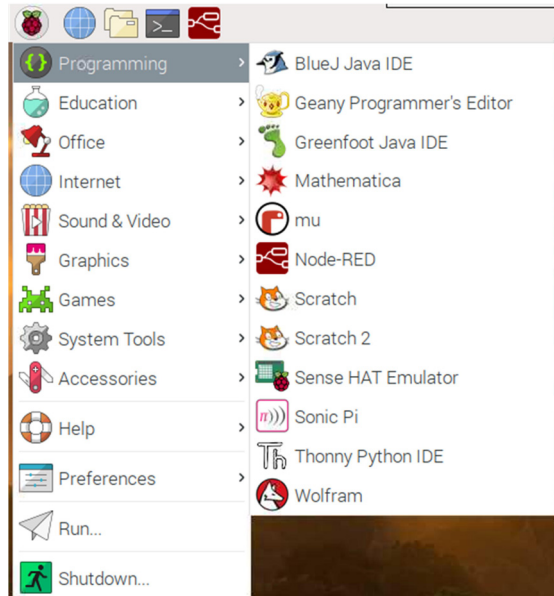 Programming
Education
Office
Internet
Sound & Video
Graphics
Games
System Tools
Accessories
Help
Preferences
Run...
Shutdown...
BlueJ Java IDE
Geany Programmer's Editor
Greenfoot Java IDE
Mathematica
mu
Node-RED
Scratch
Scratch 2
Sense HAT Emulator
π)))
Sonic Pi
Th
Thonny Python IDE
Wolfram